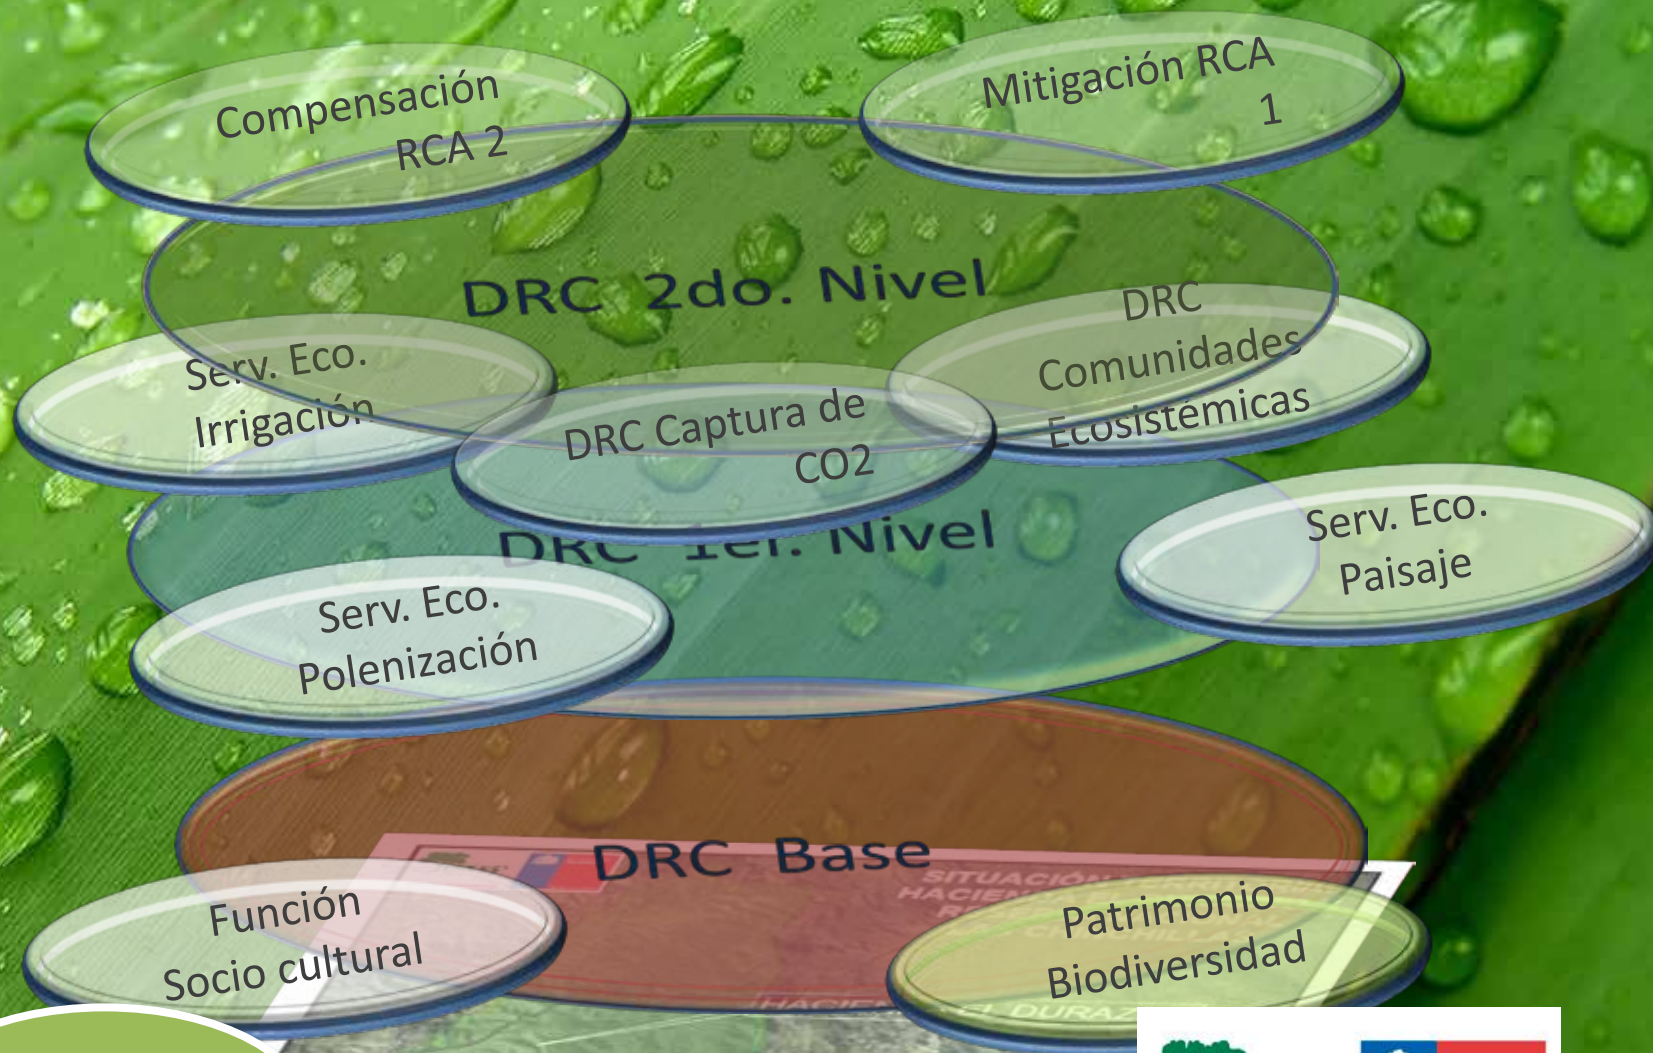 Compensación
RCA 2
Mitigación RCA
1
DRC 2do. Nivel
DRC
Comunidades
Ecosistémicas
Serv. Eco.
Irrigación
DRC Captura de
CO2
DRC 1er. Nivel
Serv. Eco.
Paisaje
Serv. Eco.
Polenización
DRC Base
SITUACIÓN
Función
Socio cultural
Patrimonio
Biodiversidad